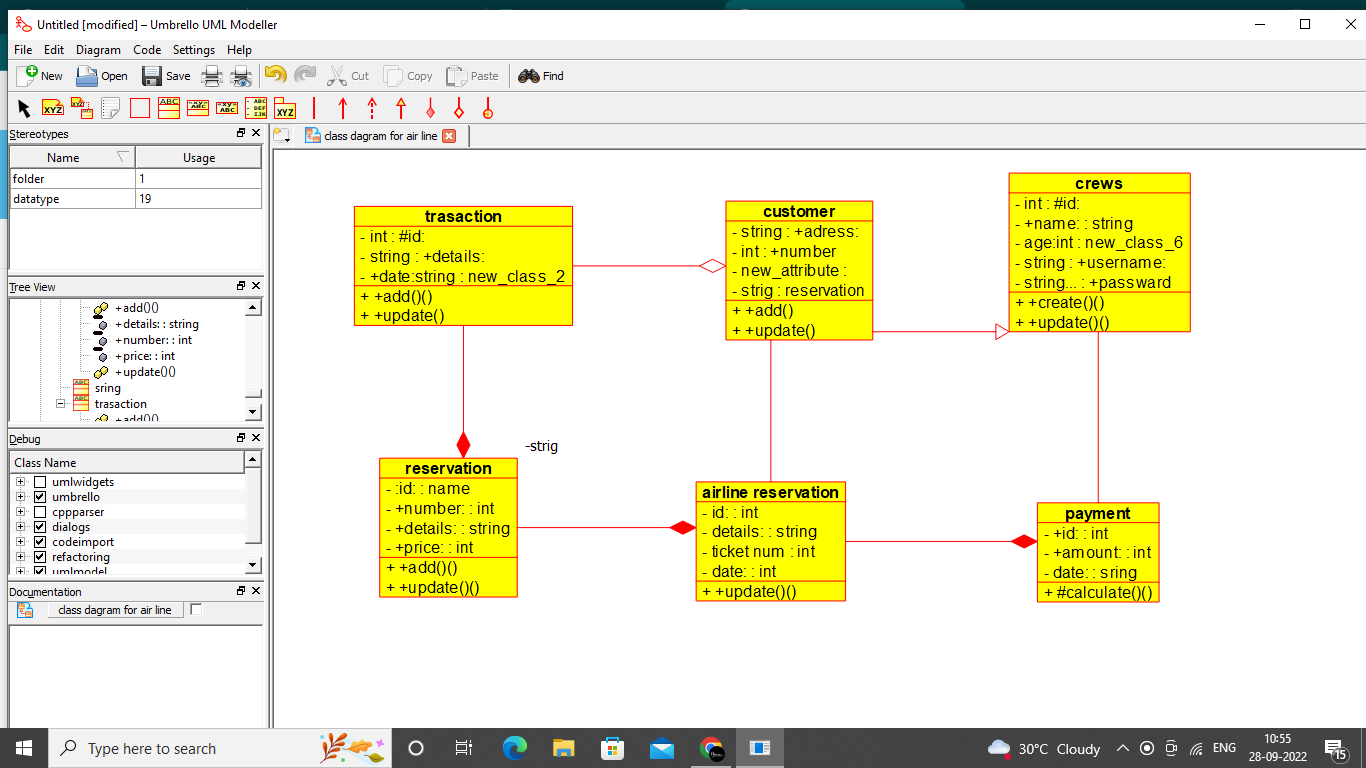 Untitled [modified] – Umbrello UML Modeller
File Edit Diagram Code Settings Help
New Open Save Cut Copy Paste Find
Stereotypes
Name Usage
folder 1
datatype 19
Tree View
+add()()
+details: : string
+number: : int
+price: : int
+update()()
sring
trasaction
+add()()
Debug
Class Name
umlwidgets
umbrello
cppparser
dialogs
codeimport
refactoring
umlmodel
Documentation
class diagram for air line
class diagram for air line
trasaction
- int : #id:
- string : +details:
- +date:string : new_class_2
+ +add()()
+ +update()
customer
- string : +adress:
- int : +number
- new_attribute :
- strig : reservation
+ +add()
+ +update()
crews
- int : #id:
- +name: : string
- age:int : new_class_6
- string : +username:
- string... : +passward
+ +create()()
+ +update()()
-strig
reservation
- :id: : name
- +number: : int
- +details: : string
- +price: : int
+ +add()()
+ +update()()
airline reservation
- id: : int
- details: : string
- ticket num : int
- date: : int
+ +update()()
payment
- +id: : int
- +amount: : int
- date: : sring
+ #calculate()()
Type here to search
30°C Cloudy
ENG
10:55
28-09-2022
15